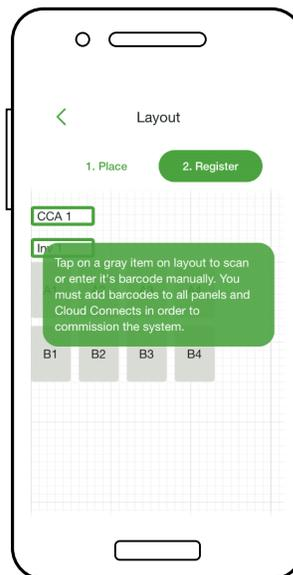 Layout
1. Place 2. Register
CCA 1
Inv 1
Tap on a gray item on layout to scan
or enter it's barcode manually. You
must add barcodes to all panels and
Cloud Connects in order to
commission the system.
B1 B2 B3 B4